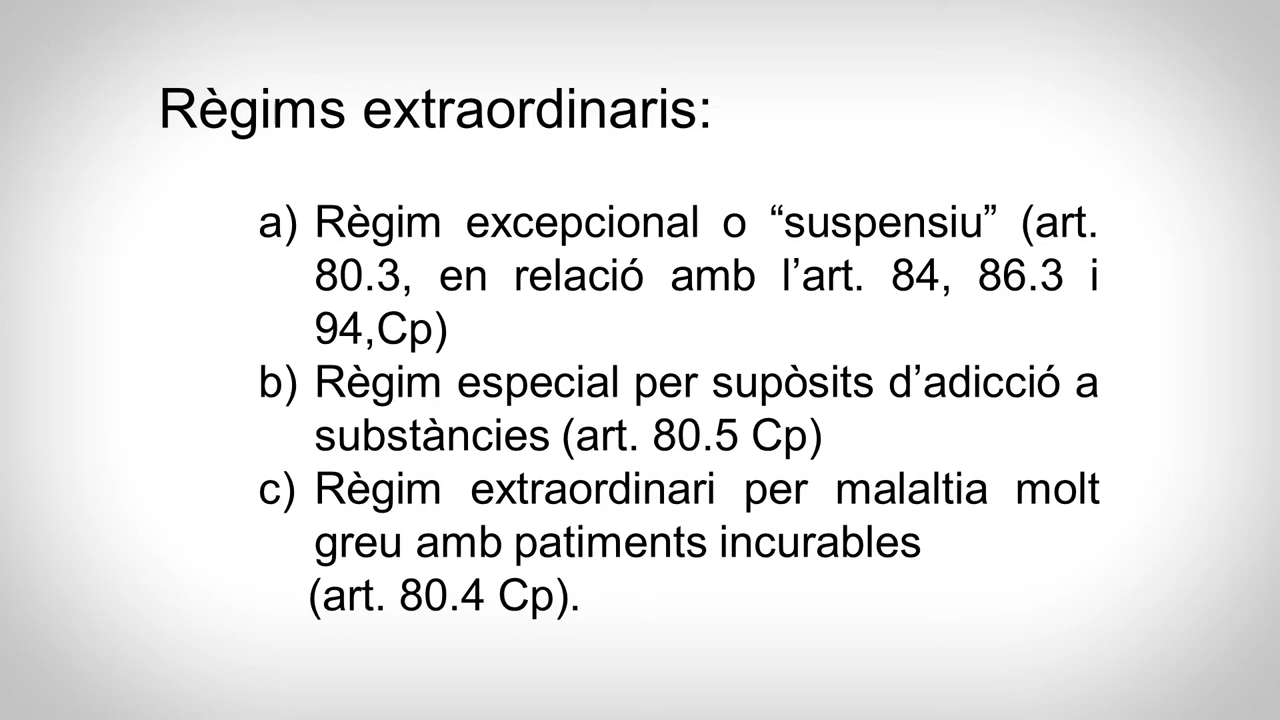 Règims extraordinaris:
a) Règim excepcional o “suspensiu” (art.
80.3, en relació amb l’art. 84, 86.3 i
94,Cp)
b) Règim especial per supòsits d’adicció a
substàncies (art. 80.5 Cp)
c) Règim extraordinari per malaltia molt
greu amb patiments incurables
(art. 80.4 Cp).